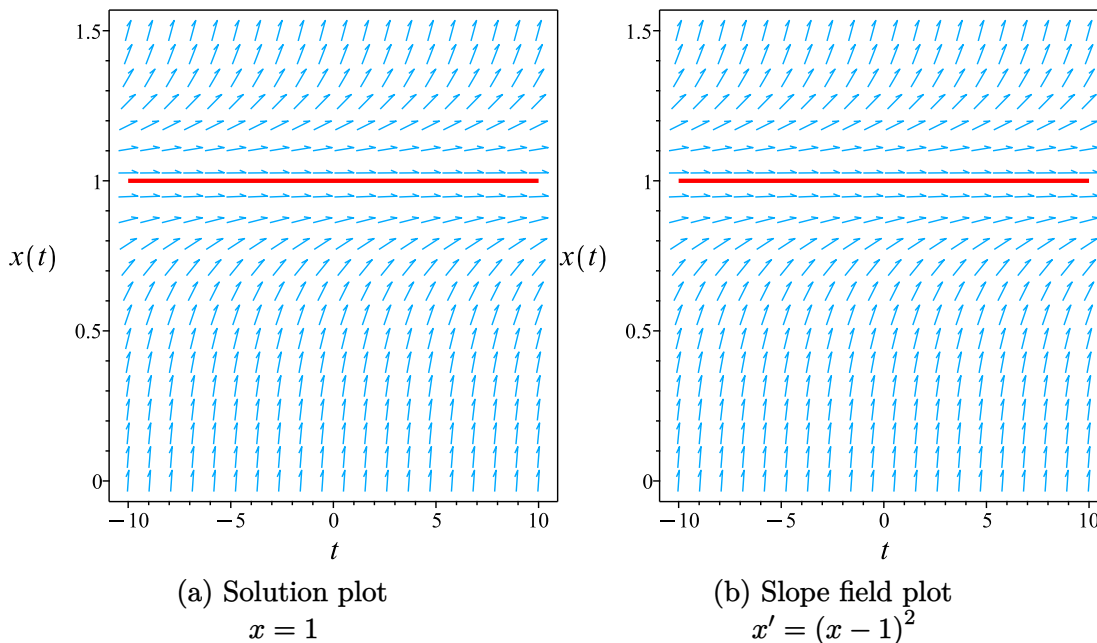 1.5
1
x(t)
0.5
0
−10 −5 0 5 10
t
(a) Solution plot
x = 1
1.5
1
x(t)
0.5
0
−10 −5 0 5 10
t
(b) Slope field plot
x′ = (x − 1)²